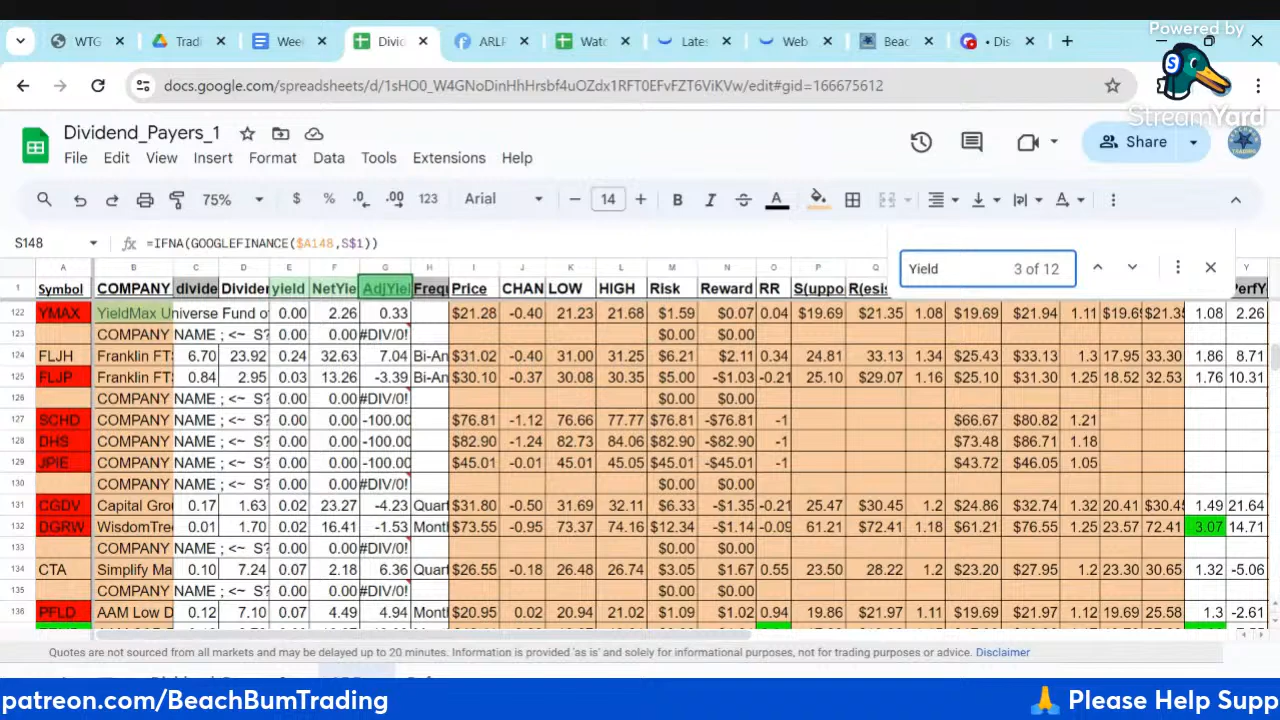 Powered by
StreamYard
WTG
Tradi
Wee
Divic
ARLF
Wato
Lates
Web
Beac
• Dis
docs.google.com/spreadsheets/d/1sHO0_W4GNoDinHhHrsbf4uOZdx1RFT0EFvFZT6ViKVw/edit#gid=166675612
Dividend_Payers_1
File Edit View Insert Format Data Tools Extensions Help
Share
75% $ % .0 .00 123 Arial 14 B I S A
S148 fx =IFNA(GOOGLEFINANCE($A148,S$1))
Yield 3 of 12
A B C D E F G H I J K L M N O P Q Y
1 Symbol COMPANY divide Divider yield NetYie AdjYiel Frequ Price CHAN LOW HIGH Risk Reward RR S(uppo R(esis PerfY
122 YMAX YieldMax Universe Fund of 0.00 2.26 0.33 $21.28 -0.40 21.23 21.68 $1.59 $0.07 0.04 $19.69 $21.35 1.08 $19.69 $21.94 1.11 $19.69 $21.35 1.08 2.26
123 COMPANY NAME ; <~ S? 0.00 0.00 #DIV/0! $0.00 $0.00
124 FLJH Franklin FTS 6.70 23.92 0.24 32.63 7.04 Bi-An $31.02 -0.40 31.00 31.25 $6.21 $2.11 0.34 24.81 33.13 1.34 $25.43 $33.13 1.3 17.95 33.30 1.86 8.71
125 FLJP Franklin FTS 0.84 2.95 0.03 13.26 -3.39 Bi-An $30.10 -0.37 30.08 30.35 $5.00 -$1.03 -0.21 25.10 $29.07 1.16 $25.10 $31.30 1.25 18.52 32.53 1.76 10.31
126 COMPANY NAME ; <~ S? 0.00 0.00 #DIV/0! $0.00 $0.00
127 SCHD COMPANY NAME ; <~ S? 0.00 0.00 -100.00 $76.81 -1.12 76.66 77.77 $76.81 -$76.81 -1 $66.67 $80.82 1.21
128 DHS COMPANY NAME ; <~ S? 0.00 0.00 -100.00 $82.90 -1.24 82.73 84.06 $82.90 -$82.90 -1 $73.48 $86.71 1.18
129 JPIE COMPANY NAME ; <~ S? 0.00 0.00 -100.00 $45.01 -0.01 45.01 45.05 $45.01 -$45.01 -1 $43.72 $46.05 1.05
130 COMPANY NAME ; <~ S? 0.00 0.00 #DIV/0! $0.00 $0.00
131 CGDV Capital Grou 0.17 1.63 0.02 23.27 -4.23 Quart $31.80 -0.50 31.69 32.11 $6.33 -$1.35 -0.21 25.47 $30.45 1.2 $24.86 $32.74 1.32 20.41 $30.45 1.49 21.64
132 DGRW WisdomTree 0.01 1.70 0.02 16.41 -1.53 Month $73.55 -0.95 73.37 74.16 $12.34 -$1.14 -0.09 61.21 $72.41 1.18 $61.21 $76.55 1.25 23.57 72.41 3.07 14.71
133 COMPANY NAME ; <~ S? 0.00 0.00 #DIV/0! $0.00 $0.00
134 CTA Simplify Ma 0.10 7.24 0.07 2.18 6.36 Quart $26.55 -0.18 26.48 26.74 $3.05 $1.67 0.55 23.50 28.22 1.2 $23.20 $27.95 1.2 23.30 30.65 1.32 -5.06
135 COMPANY NAME ; <~ S? 0.00 0.00 #DIV/0! $0.00 $0.00
136 PFLD AAM Low D 0.12 7.10 0.07 4.49 4.94 Month $20.95 0.02 20.94 21.02 $1.09 $1.02 0.94 19.86 $21.97 1.11 $19.69 $21.97 1.12 19.69 25.58 1.3 -2.61
Quotes are not sourced from all markets and may be delayed up to 20 minutes. Information is provided 'as is' and solely for informational purposes, not for trading purposes or advice. Disclaimer
patreon.com/BeachBumTrading 🙏 Please Help Supp